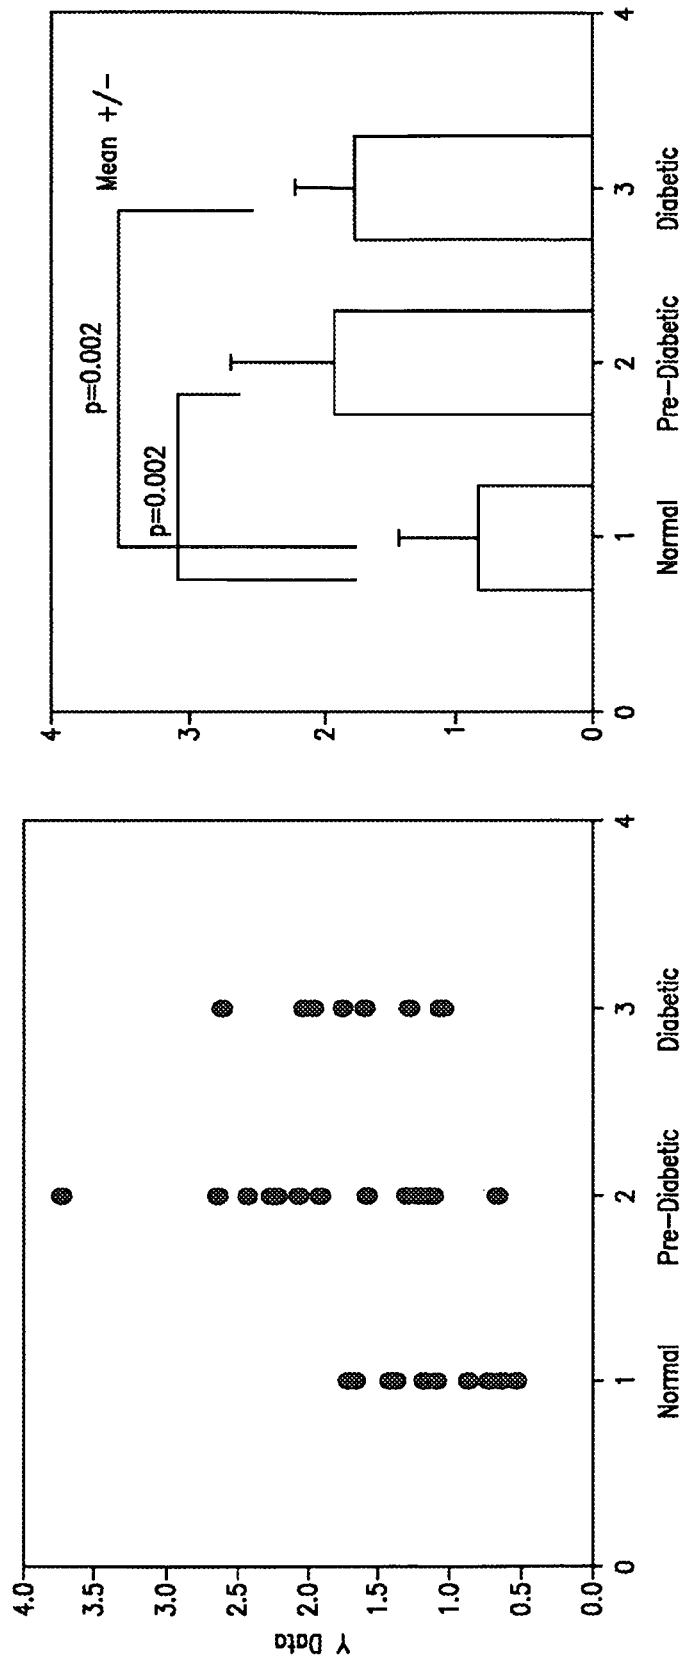 Y Data
4.0
3.5
3.0
2.5
2.0
1.5
1.0
0.5
0.0
0 1 2 3 4
Normal Pre-Diabetic Diabetic
4
3
2
1
0
Mean +/-
p=0.002
p=0.002
0 1 2 3 4
Normal Pre-Diabetic Diabetic